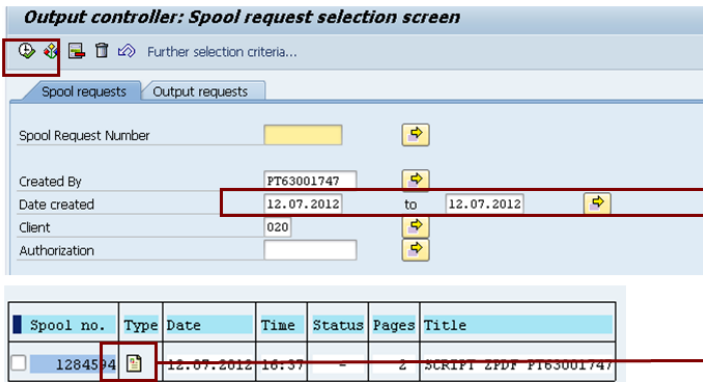 Output controller: Spool request selection screen
Further selection criteria...
Spool requests Output requests
Spool Request Number
Created By PT63001747
Date created 12.07.2012 to 12.07.2012
Client 020
Authorization
Spool no. Type Date Time Status Pages Title
1284594 12.07.2012 16:37 - 2 SCRIPT ZPDF PT63001747